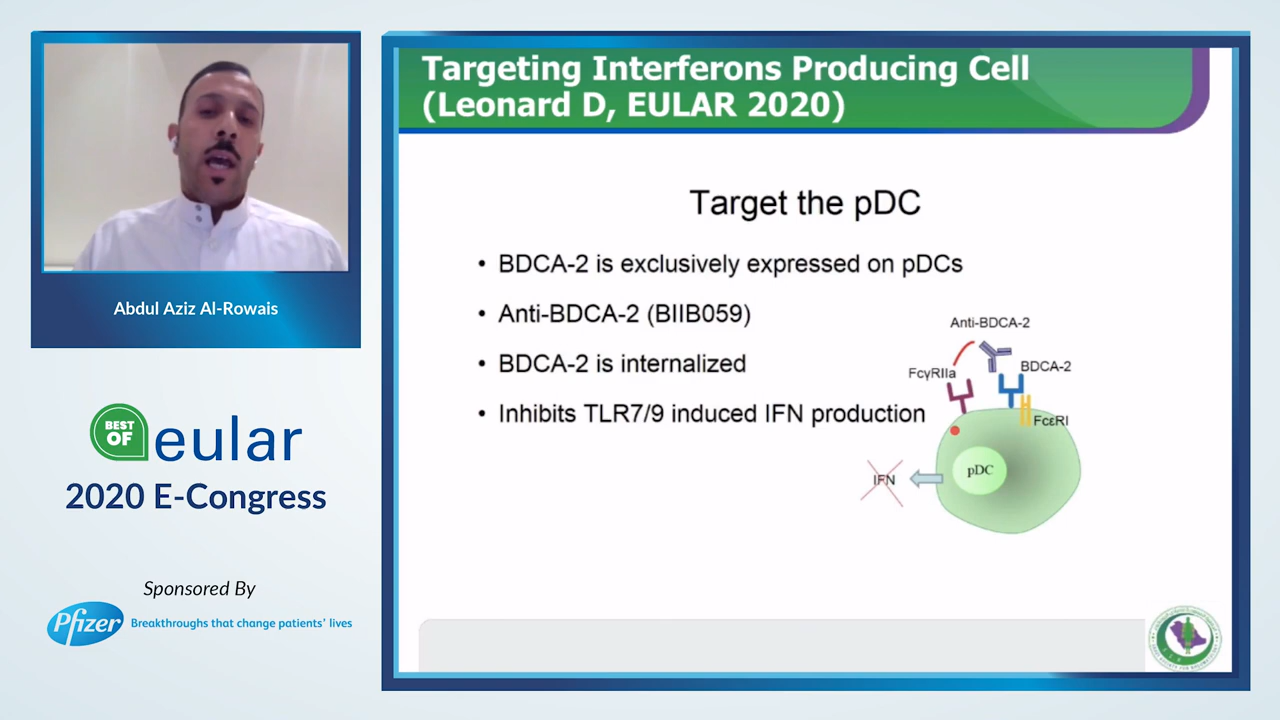 Abdul Aziz Al-Rowais
BEST
OF
eular
2020 E-Congress
Sponsored By
Pfizer
Breakthroughs that change patients' lives
Targeting Interferons Producing Cell
(Leonard D, EULAR 2020)
Target the pDC
• BDCA-2 is exclusively expressed on pDCs
• Anti-BDCA-2 (BIIB059)
• BDCA-2 is internalized
• Inhibits TLR7/9 induced IFN production
Anti-BDCA-2
FcγRIIa
BDCA-2
FcεRI
pDC
IFN